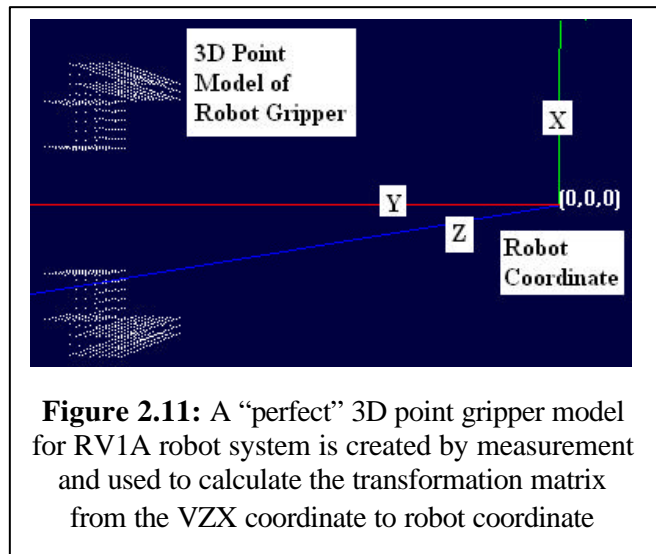 3D Point
Model of
Robot Gripper
X
(0,0,0)
Y
Z
Robot
Coordinate
Figure 2.11: A “perfect” 3D point gripper model
for RV1A robot system is created by measurement
and used to calculate the transformation matrix
from the VZX coordinate to robot coordinate